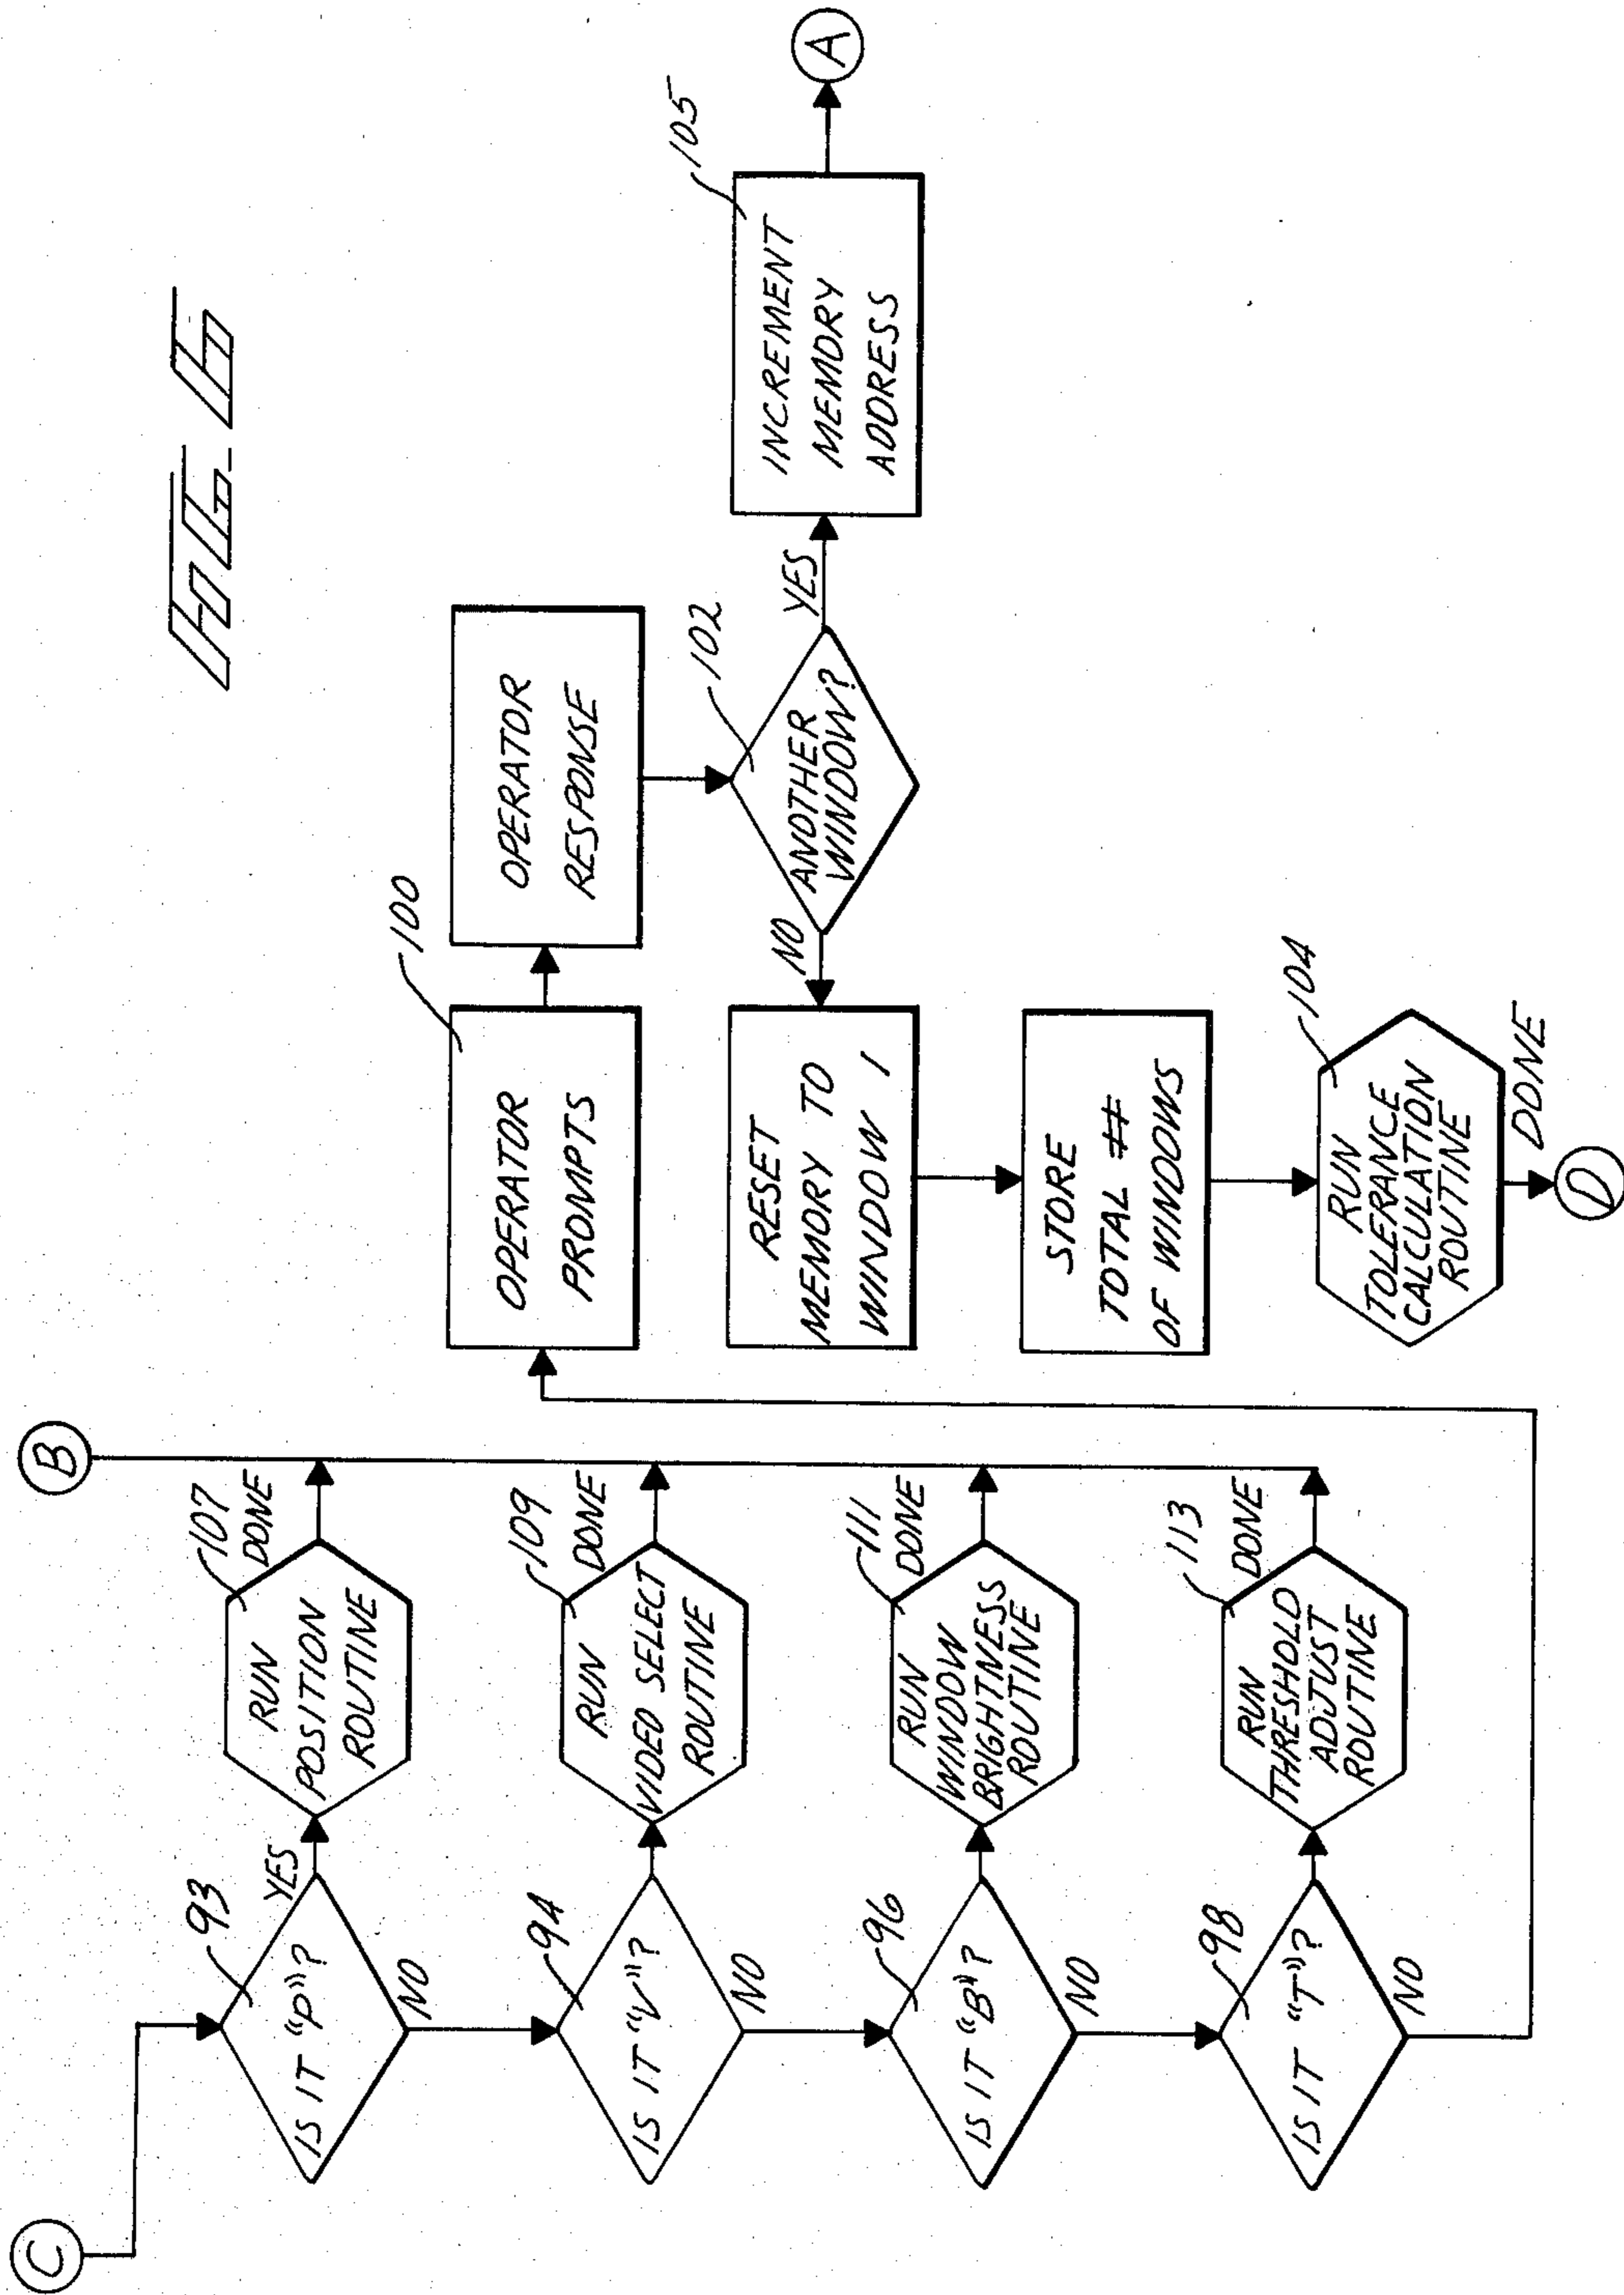 C
B
A
FIG. 6
93
IS IT "P"?
YES
NO
107
RUN
POSITION
ROUTINE
DONE
94
IS IT "V"?
NO
109
RUN
VIDEO SELECT
ROUTINE
DONE
96
IS IT "B"?
NO
111
RUN
WINDOW
BRIGHTNESS
ROUTINE
DONE
98
IS IT "T"?
NO
113
RUN
THRESHOLD
ADJUST
ROUTINE
DONE
100
OPERATOR
PROMPTS
OPERATOR
RESPONSE
102
ANOTHER
WINDOW?
YES
NO
105
INCREMENT
MEMORY
ADDRESS
RESET
MEMORY TO
WINDOW 1
STORE
TOTAL #
OF WINDOWS
104
RUN
TOLERANCE
CALCULATION
ROUTINE
DONE
D